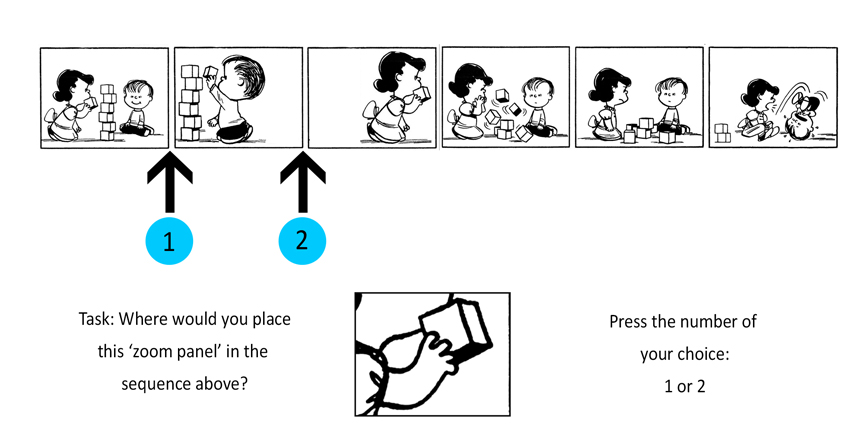 1
2
Task: Where would you place
this ‘zoom panel’ in the
sequence above?
Press the number of
your choice:
1 or 2